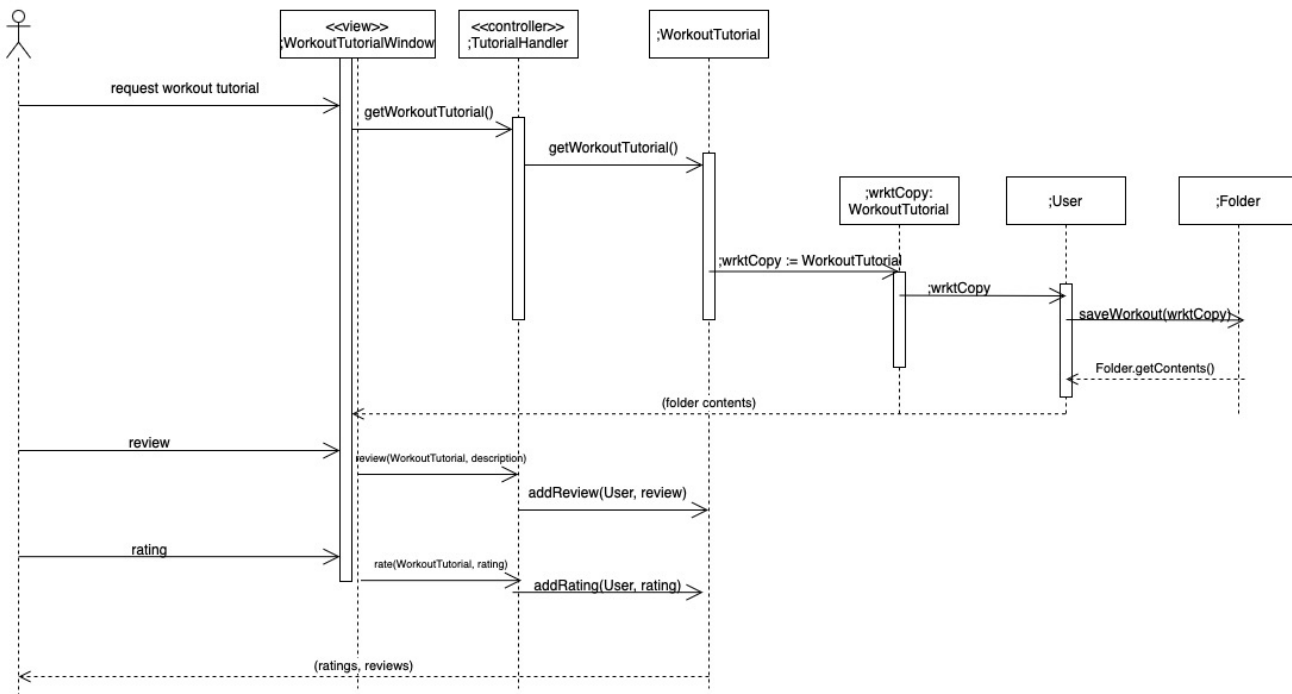 <<view>>
;WorkoutTutorialWindow
<<controller>>
;TutorialHandler
;WorkoutTutorial
request workout tutorial
getWorkoutTutorial()
getWorkoutTutorial()
;wrktCopy:
WorkoutTutorial
;User
;Folder
;wrktCopy := WorkoutTutorial
;wrktCopy
saveWorkout(wrktCopy)
Folder.getContents()
(folder contents)
review
review(WorkoutTutorial, description)
addReview(User, review)
rating
rate(WorkoutTutorial, rating)
addRating(User, rating)
(ratings, reviews)